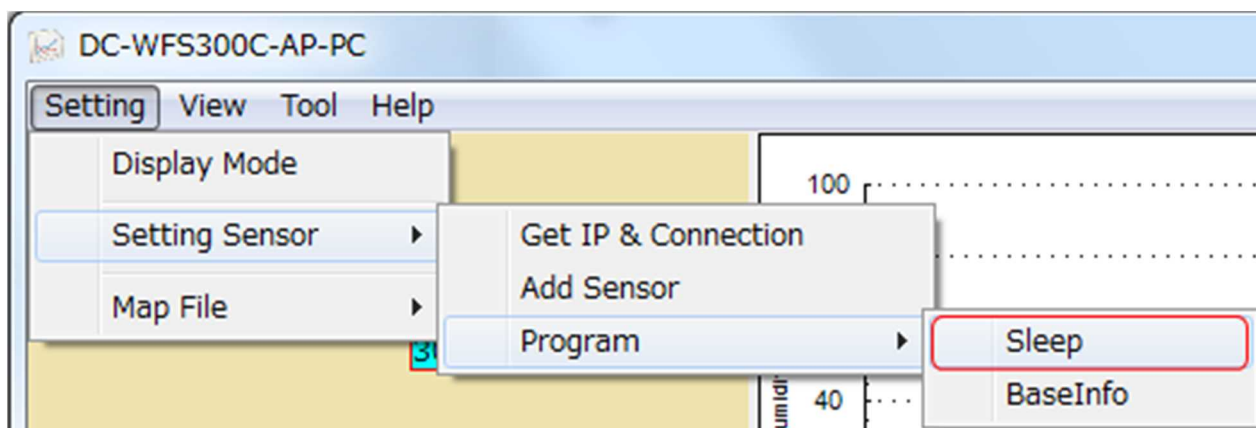 DC-WFS300C-AP-PC
Setting View Tool Help
Display Mode
Setting Sensor
Map File
Get IP & Connection
Add Sensor
Program
Sleep
BaseInfo
100
40